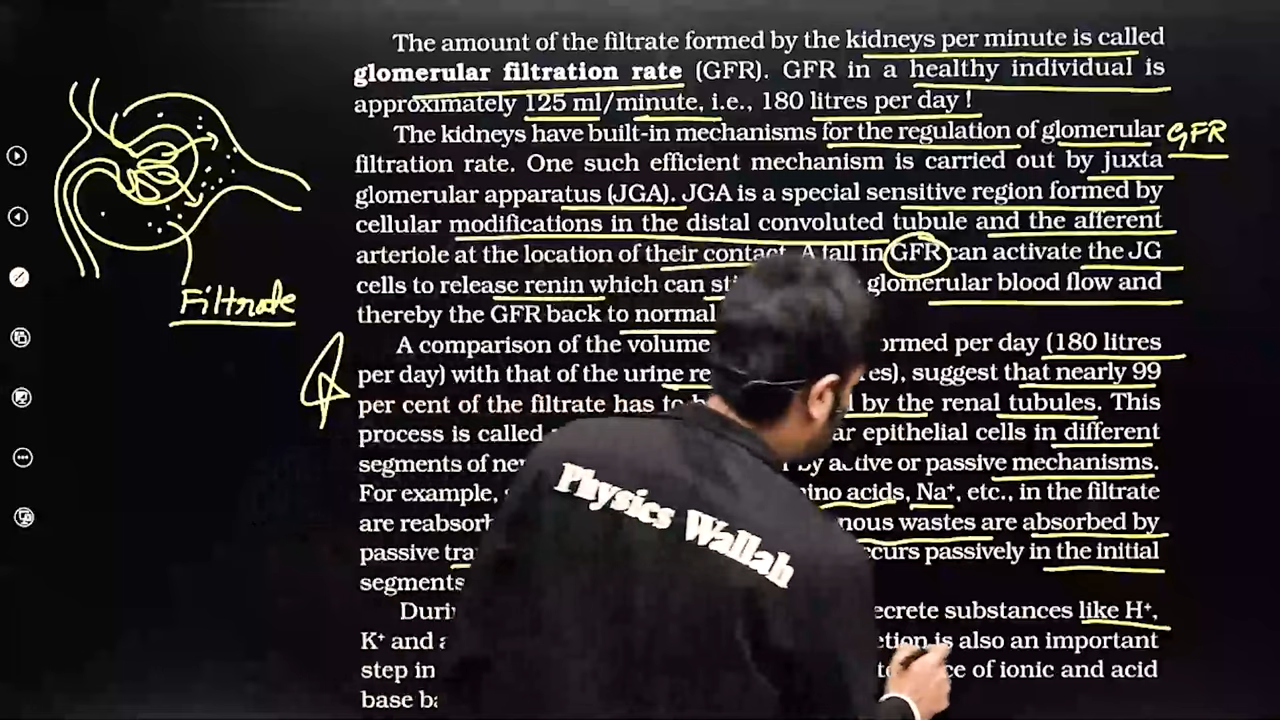 The amount of the filtrate formed by the kidneys per minute is called
glomerular filtration rate (GFR). GFR in a healthy individual is
approximately 125 ml/minute, i.e., 180 litres per day !
The kidneys have built-in mechanisms for the regulation of glomerular GFR
filtration rate. One such efficient mechanism is carried out by juxta
glomerular apparatus (JGA). JGA is a special sensitive region formed by
cellular modifications in the distal convoluted tubule and the afferent
arteriole at the location of their contact. A fall in GFR can activate the JG
cells to release renin which can glomerular blood flow and
Filtrate
thereby the GFR back to normal
A comparison of the volume per day (180 litres
per day) with that of the urine suggest that nearly 99
per cent of the filtrate has by the renal tubules. This
process is called epithelial cells in different
segments of by active or passive mechanisms.
For example, acids, Na⁺, etc., in the filtrate
are wastes are absorbed by
passive passively in the initial
segments
substances like H⁺,
K⁺ and is also an important
step in of ionic and acid
base
Physics Wallah